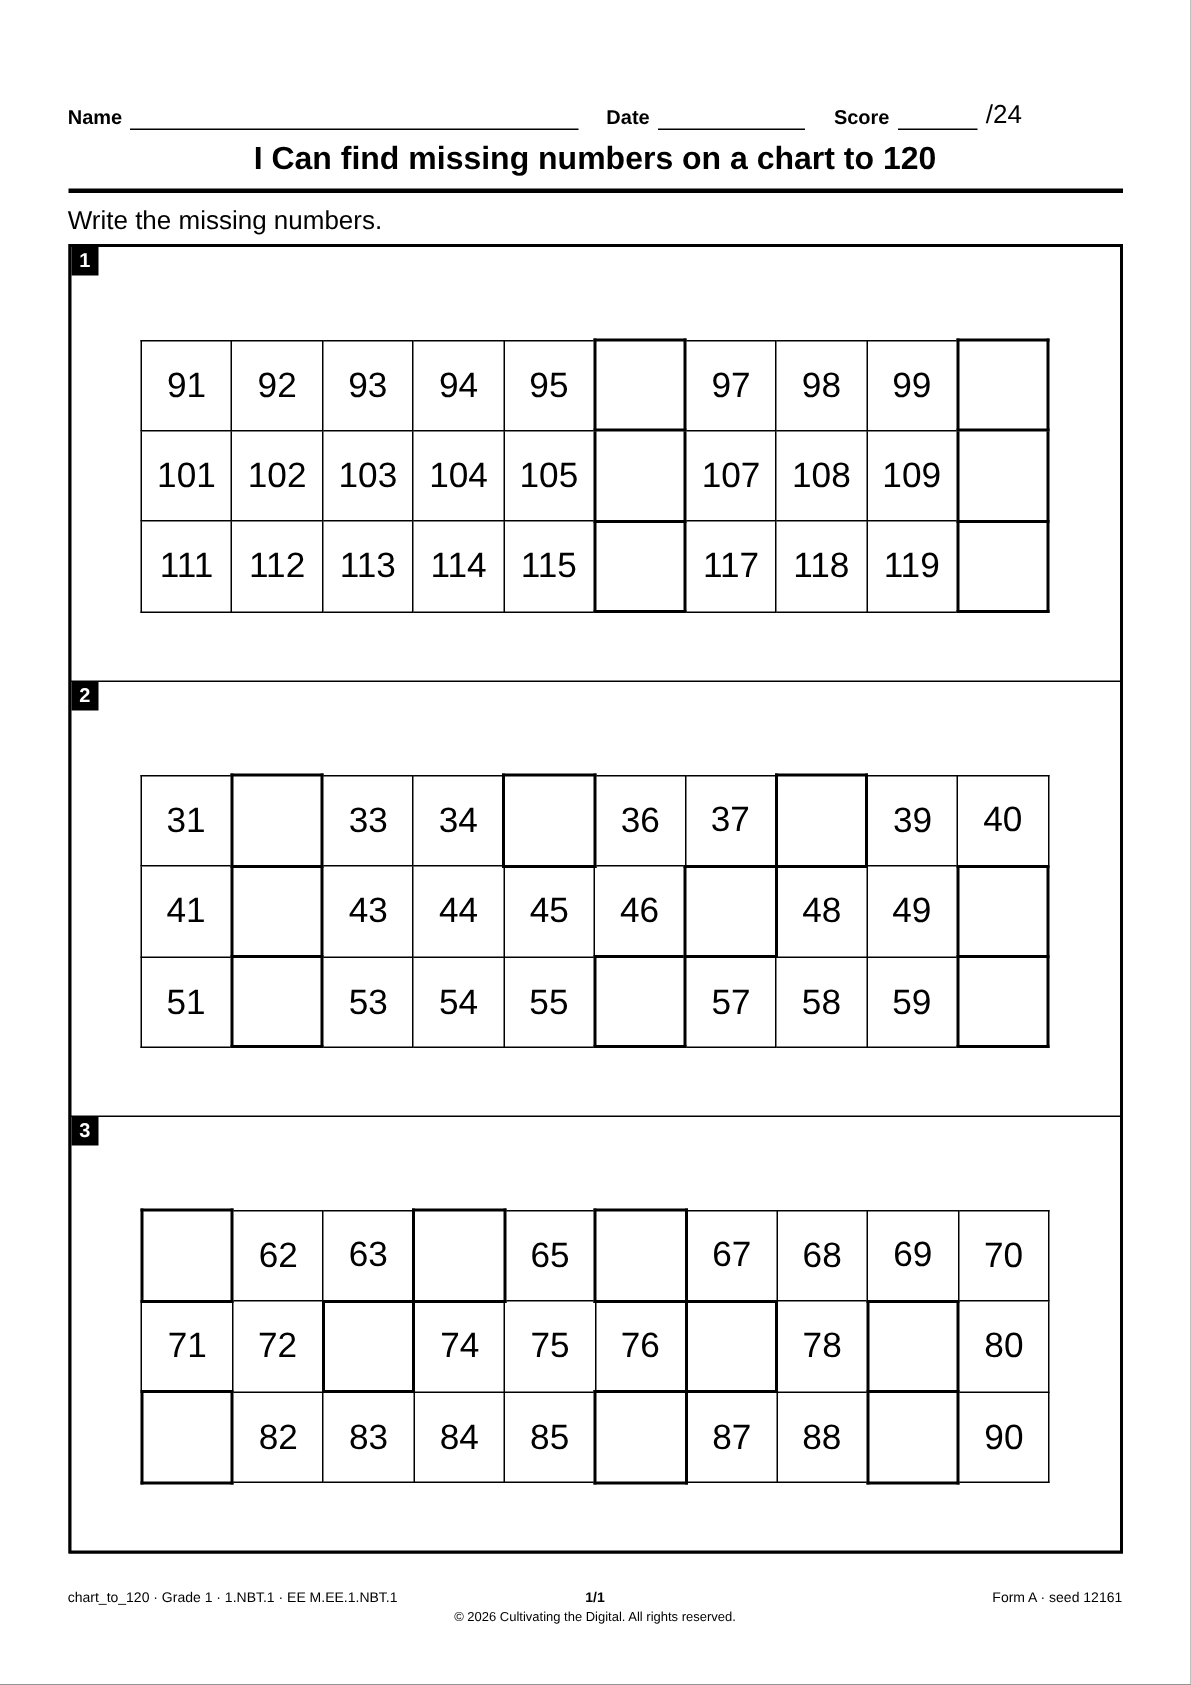 Name Date Score /24
I Can find missing numbers on a chart to 120
Write the missing numbers.
1
91 92 93 94 95 97 98 99
101 102 103 104 105 107 108 109
111 112 113 114 115 117 118 119
2
31 33 34 36 37 39 40
41 43 44 45 46 48 49
51 53 54 55 57 58 59
3
62 63 65 67 68 69 70
71 72 74 75 76 78 80
82 83 84 85 87 88 90
chart_to_120 · Grade 1 · 1.NBT.1 · EE M.EE.1.NBT.1 1/1 Form A · seed 12161
© 2026 Cultivating the Digital. All rights reserved.